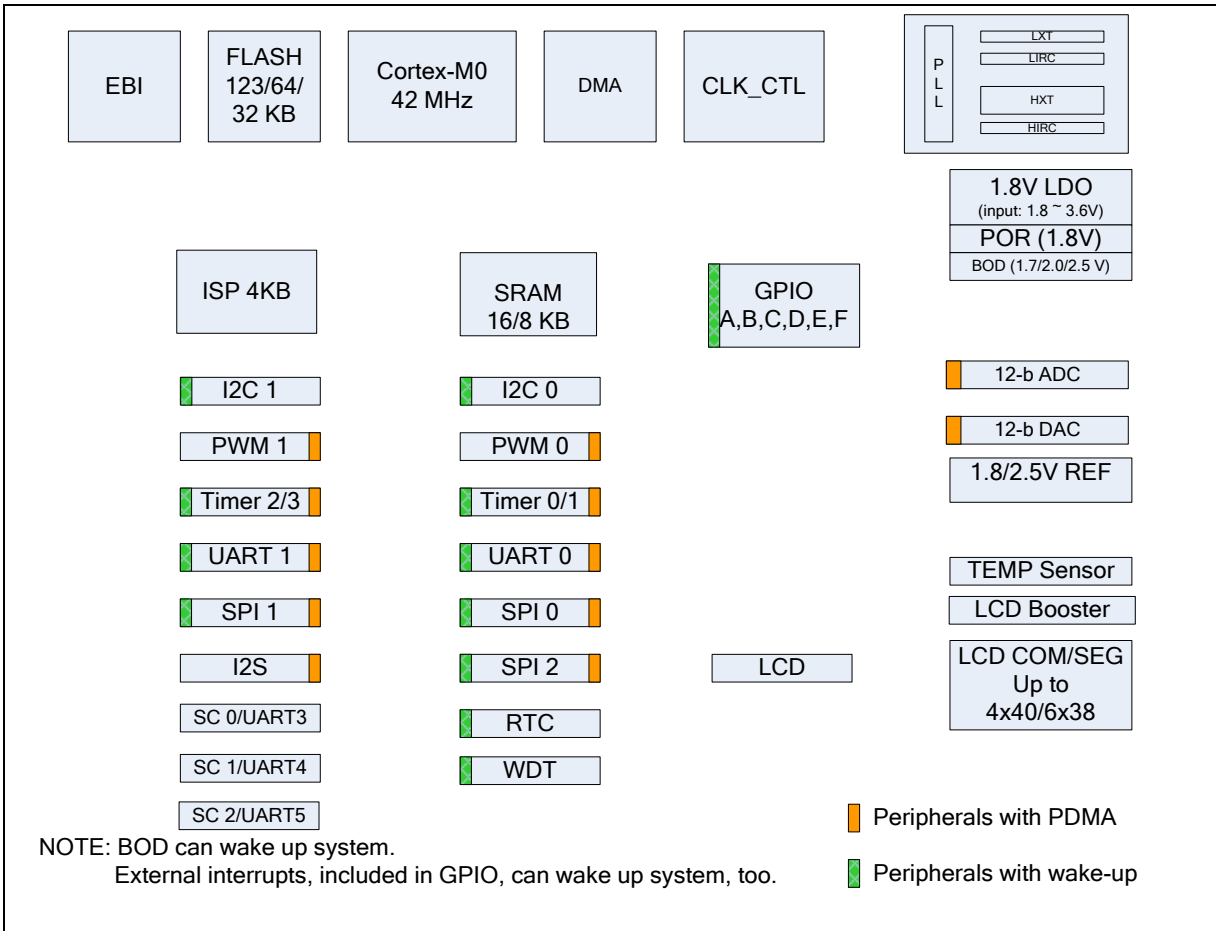 EBI
FLASH
123/64/
32 KB
Cortex-M0
42 MHz
DMA
CLK_CTL
PLL
LXT
LIRC
HXT
HIRC
1.8V LDO
(input: 1.8 ~ 3.6V)
POR (1.8V)
BOD (1.7/2.0/2.5 V)
ISP 4KB
SRAM
16/8 KB
GPIO
A,B,C,D,E,F
I2C 1
I2C 0
12-b ADC
PWM 1
PWM 0
12-b DAC
1.8/2.5V REF
Timer 2/3
Timer 0/1
UART 1
UART 0
TEMP Sensor
SPI 1
SPI 0
LCD Booster
I2S
SPI 2
LCD
LCD COM/SEG
Up to
4x40/6x38
SC 0/UART3
RTC
SC 1/UART4
WDT
SC 2/UART5
Peripherals with PDMA
NOTE: BOD can wake up system.
External interrupts, included in GPIO, can wake up system, too.
Peripherals with wake-up